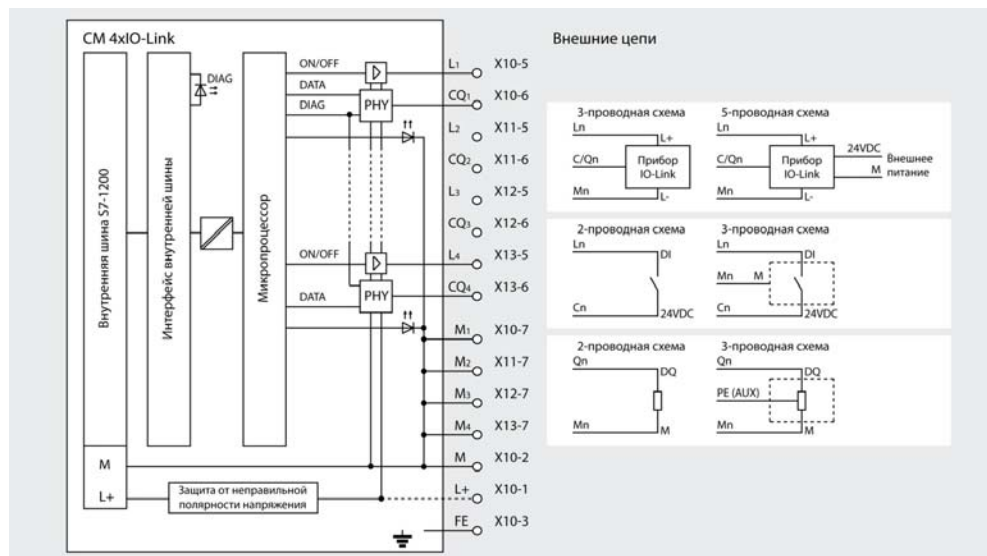 CM 4xIO-Link
Внешние цепи
Внутренняя шина S7-1200
Интерфейс внутренней шины
DIAG
Микропроцессор
ON/OFF
DATA
DIAG
PHY
ON/OFF
DATA
PHY
M
L+
Защита от неправильной
полярности напряжения
L1 X10-5
CQ1 X10-6
L2 X11-5
CQ2 X11-6
L3 X12-5
CQ3 X12-6
L4 X13-5
CQ4 X13-6
M1 X10-7
M2 X11-7
M3 X12-7
M4 X13-7
M X10-2
L+ X10-1
FE X10-3
3-проводная схема
Ln
L+
C/Qn
Прибор
IO-Link
Mn
L-
5-проводная схема
Ln
L+
C/Qn
Прибор
IO-Link
24VDC
M
Внешнее
питание
Mn
L-
2-проводная схема
Ln
DI
Cn
24VDC
3-проводная схема
Ln
DI
Mn M
Cn
24VDC
2-проводная схема
Qn
DQ
Mn
M
3-проводная схема
Qn
DQ
PE (AUX)
Mn
M